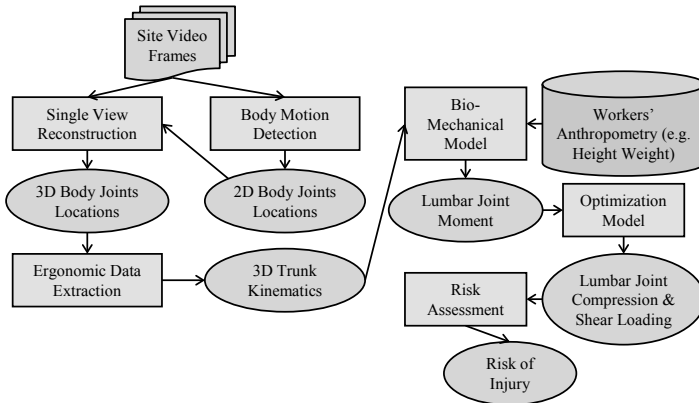 Site Video
Frames
Single View
Reconstruction
Body Motion
Detection
3D Body Joints
Locations
2D Body Joints
Locations
Ergonomic Data
Extraction
3D Trunk
Kinematics
Bio-
Mechanical
Model
Workers'
Anthropometry (e.g.
Height Weight)
Lumbar Joint
Moment
Optimization
Model
Lumbar Joint
Compression &
Shear Loading
Risk
Assessment
Risk of
Injury